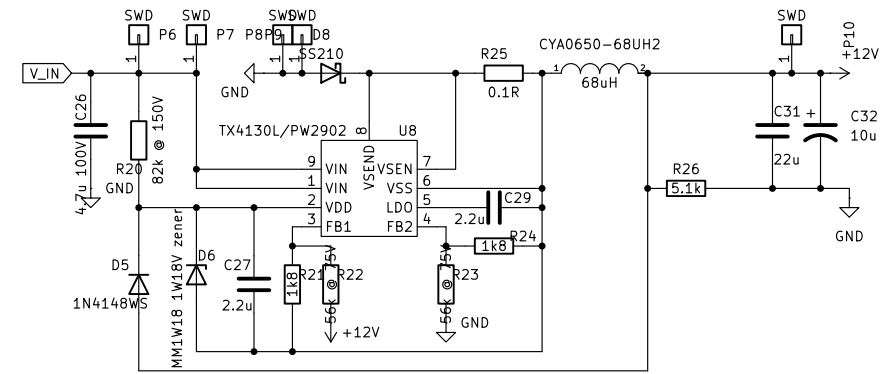 SWD
SWD
SWD
SWD
SWD
P6
P7
P8
P9
D8
P10
+12V
1
1
1
1
1
V_IN
GND
SS210
R25
0.1R
CYA0650-68UH2
1
2
68uH
C26
4.7u 100V
R20
82k @ 150V
GND
TX4130L/PW2902
U8
8
VSEND
9
VIN
VSEN
7
1
VIN
VSS
6
2
VDD
LDO
5
3
FB1
FB2
4
C29
2.2u
R24
1k8
C31
22u
+
C32
10u
R26
5.1k
GND
D5
1N4148WS
D6
MM1W18 1W18V zener
C27
2.2u
R21
1k8
R22
56k @ 75V
+12V
R23
56k @ 75V
GND